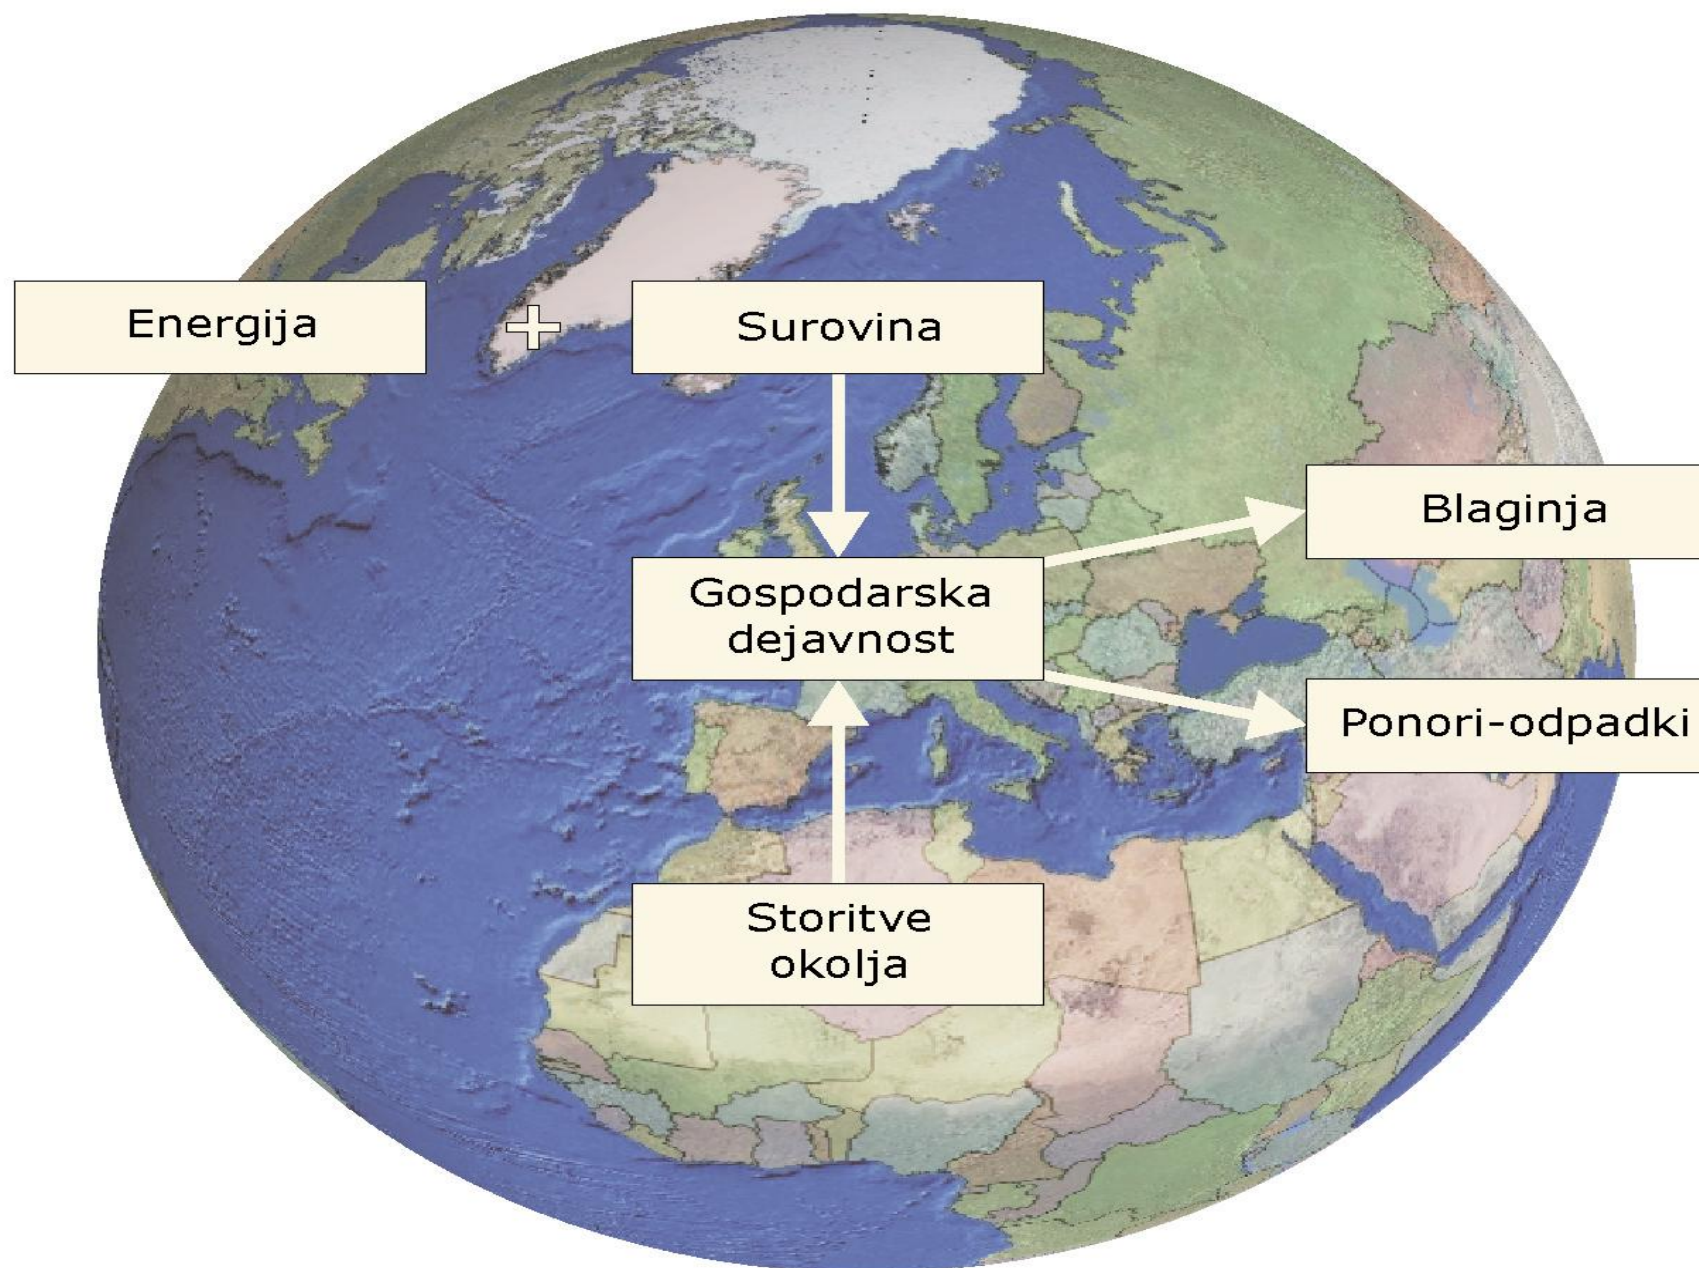 Energija
+
Surovina
Blaginja
Gospodarska
dejavnost
Ponori-odpadki
Storitve
okolja